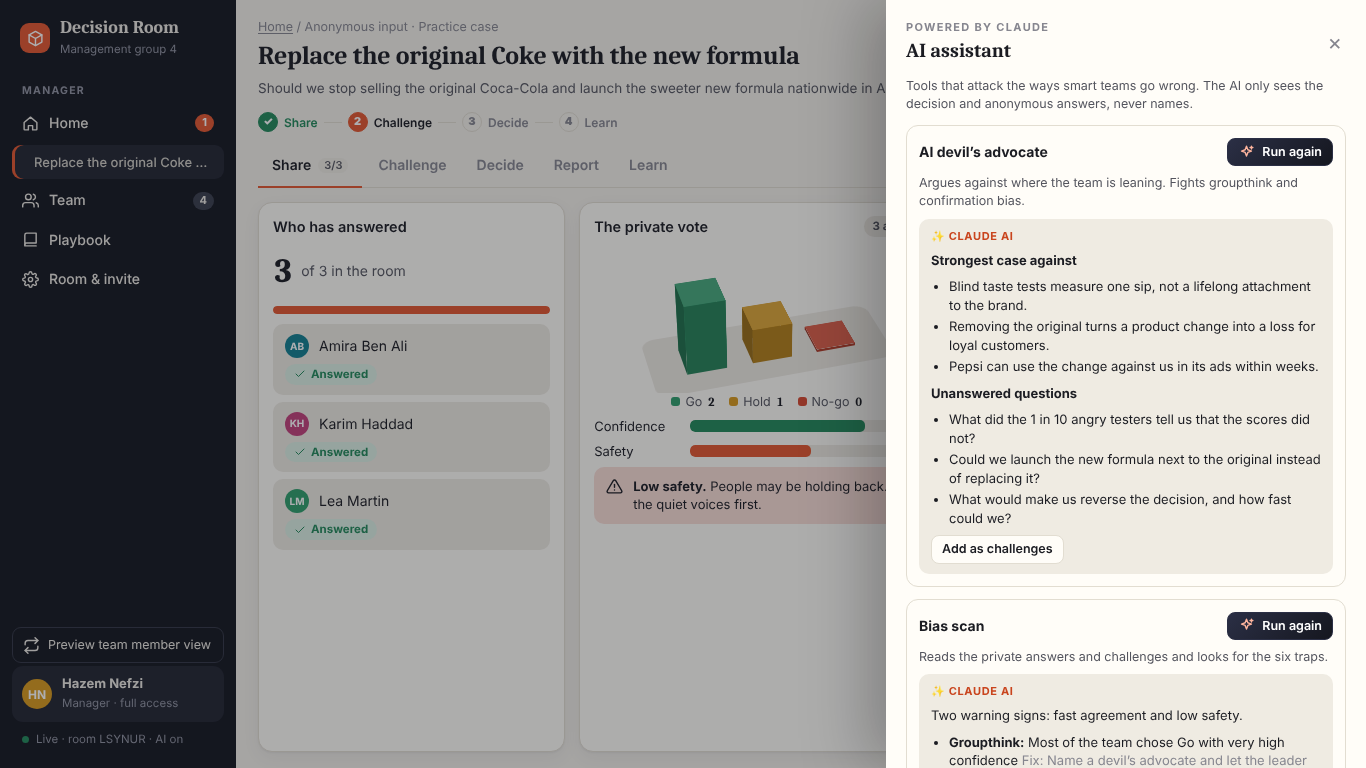 Decision Room
Management group 4
MANAGER
Home 1
Replace the original Coke ...
Team 4
Playbook
Room & invite
Preview team member view
HN
Hazem Nefzi
Manager · full access
Live · room LSYNUR · AI on
Home / Anonymous input · Practice case
Replace the original Coke with the new formula
Should we stop selling the original Coca-Cola and launch the sweeter new formula nationwide in A
Share 2 Challenge 3 Decide 4 Learn
Share 3/3 Challenge Decide Report Learn
Who has answered
3 of 3 in the room
AB Amira Ben Ali
Answered
KH Karim Haddad
Answered
LM Lea Martin
Answered
The private vote 3 a
Go 2 Hold 1 No-go 0
Confidence
Safety
Low safety. People may be holding back.
the quiet voices first.
POWERED BY CLAUDE
AI assistant
Tools that attack the ways smart teams go wrong. The AI only sees the
decision and anonymous answers, never names.
AI devil's advocate Run again
Argues against where the team is leaning. Fights groupthink and
confirmation bias.
✨ CLAUDE AI
Strongest case against
• Blind taste tests measure one sip, not a lifelong attachment
to the brand.
• Removing the original turns a product change into a loss for
loyal customers.
• Pepsi can use the change against us in its ads within weeks.
Unanswered questions
• What did the 1 in 10 angry testers tell us that the scores did
not?
• Could we launch the new formula next to the original instead
of replacing it?
• What would make us reverse the decision, and how fast
could we?
Add as challenges
Bias scan Run again
Reads the private answers and challenges and looks for the six traps.
✨ CLAUDE AI
Two warning signs: fast agreement and low safety.
• Groupthink: Most of the team chose Go with very high
confidence Fix: Name a devil's advocate and let the leader